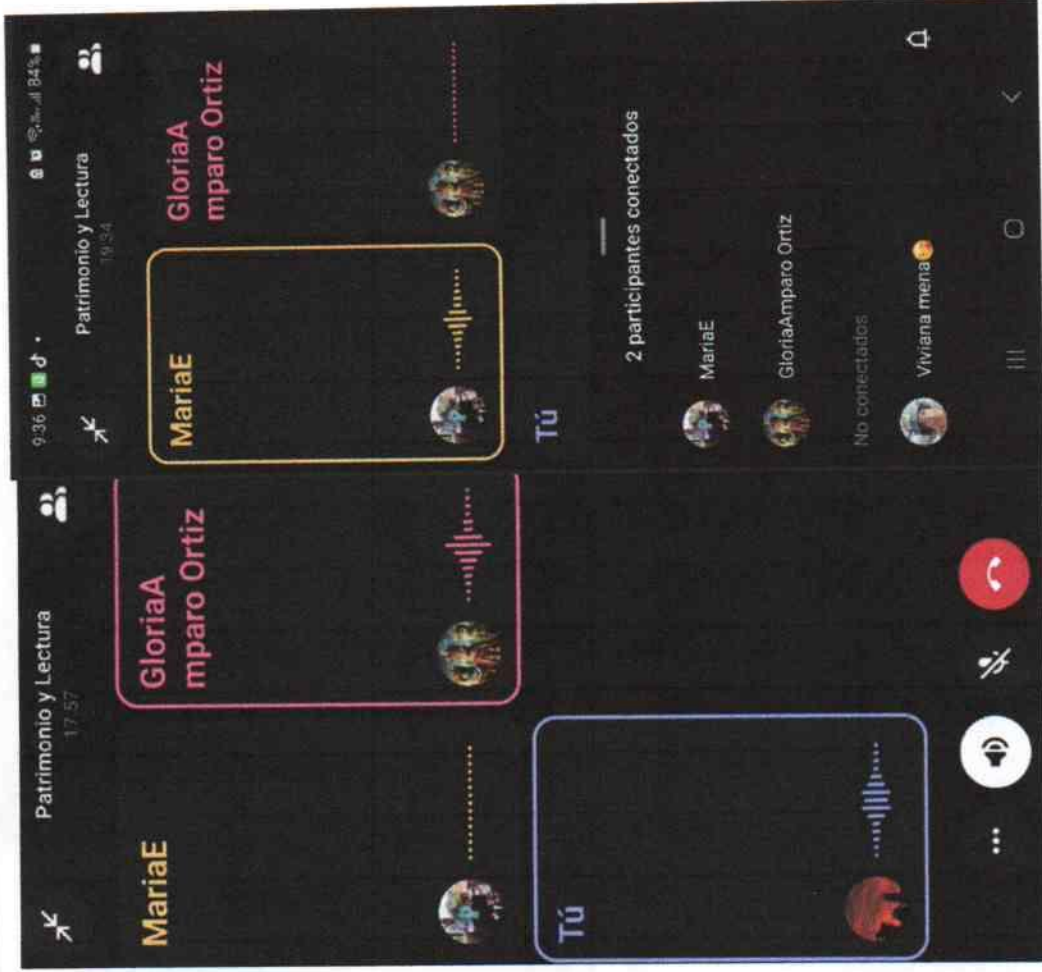 Patrimonio y Lectura
17:57
MariaE
GloriaA
mparo Ortiz
Tú
9:36
84%
Patrimonio y Lectura
19:34
MariaE
GloriaA
mparo Ortiz
Tú
2 participantes conectados
MariaE
GloriaAmparo Ortiz
No conectados
Viviana mena